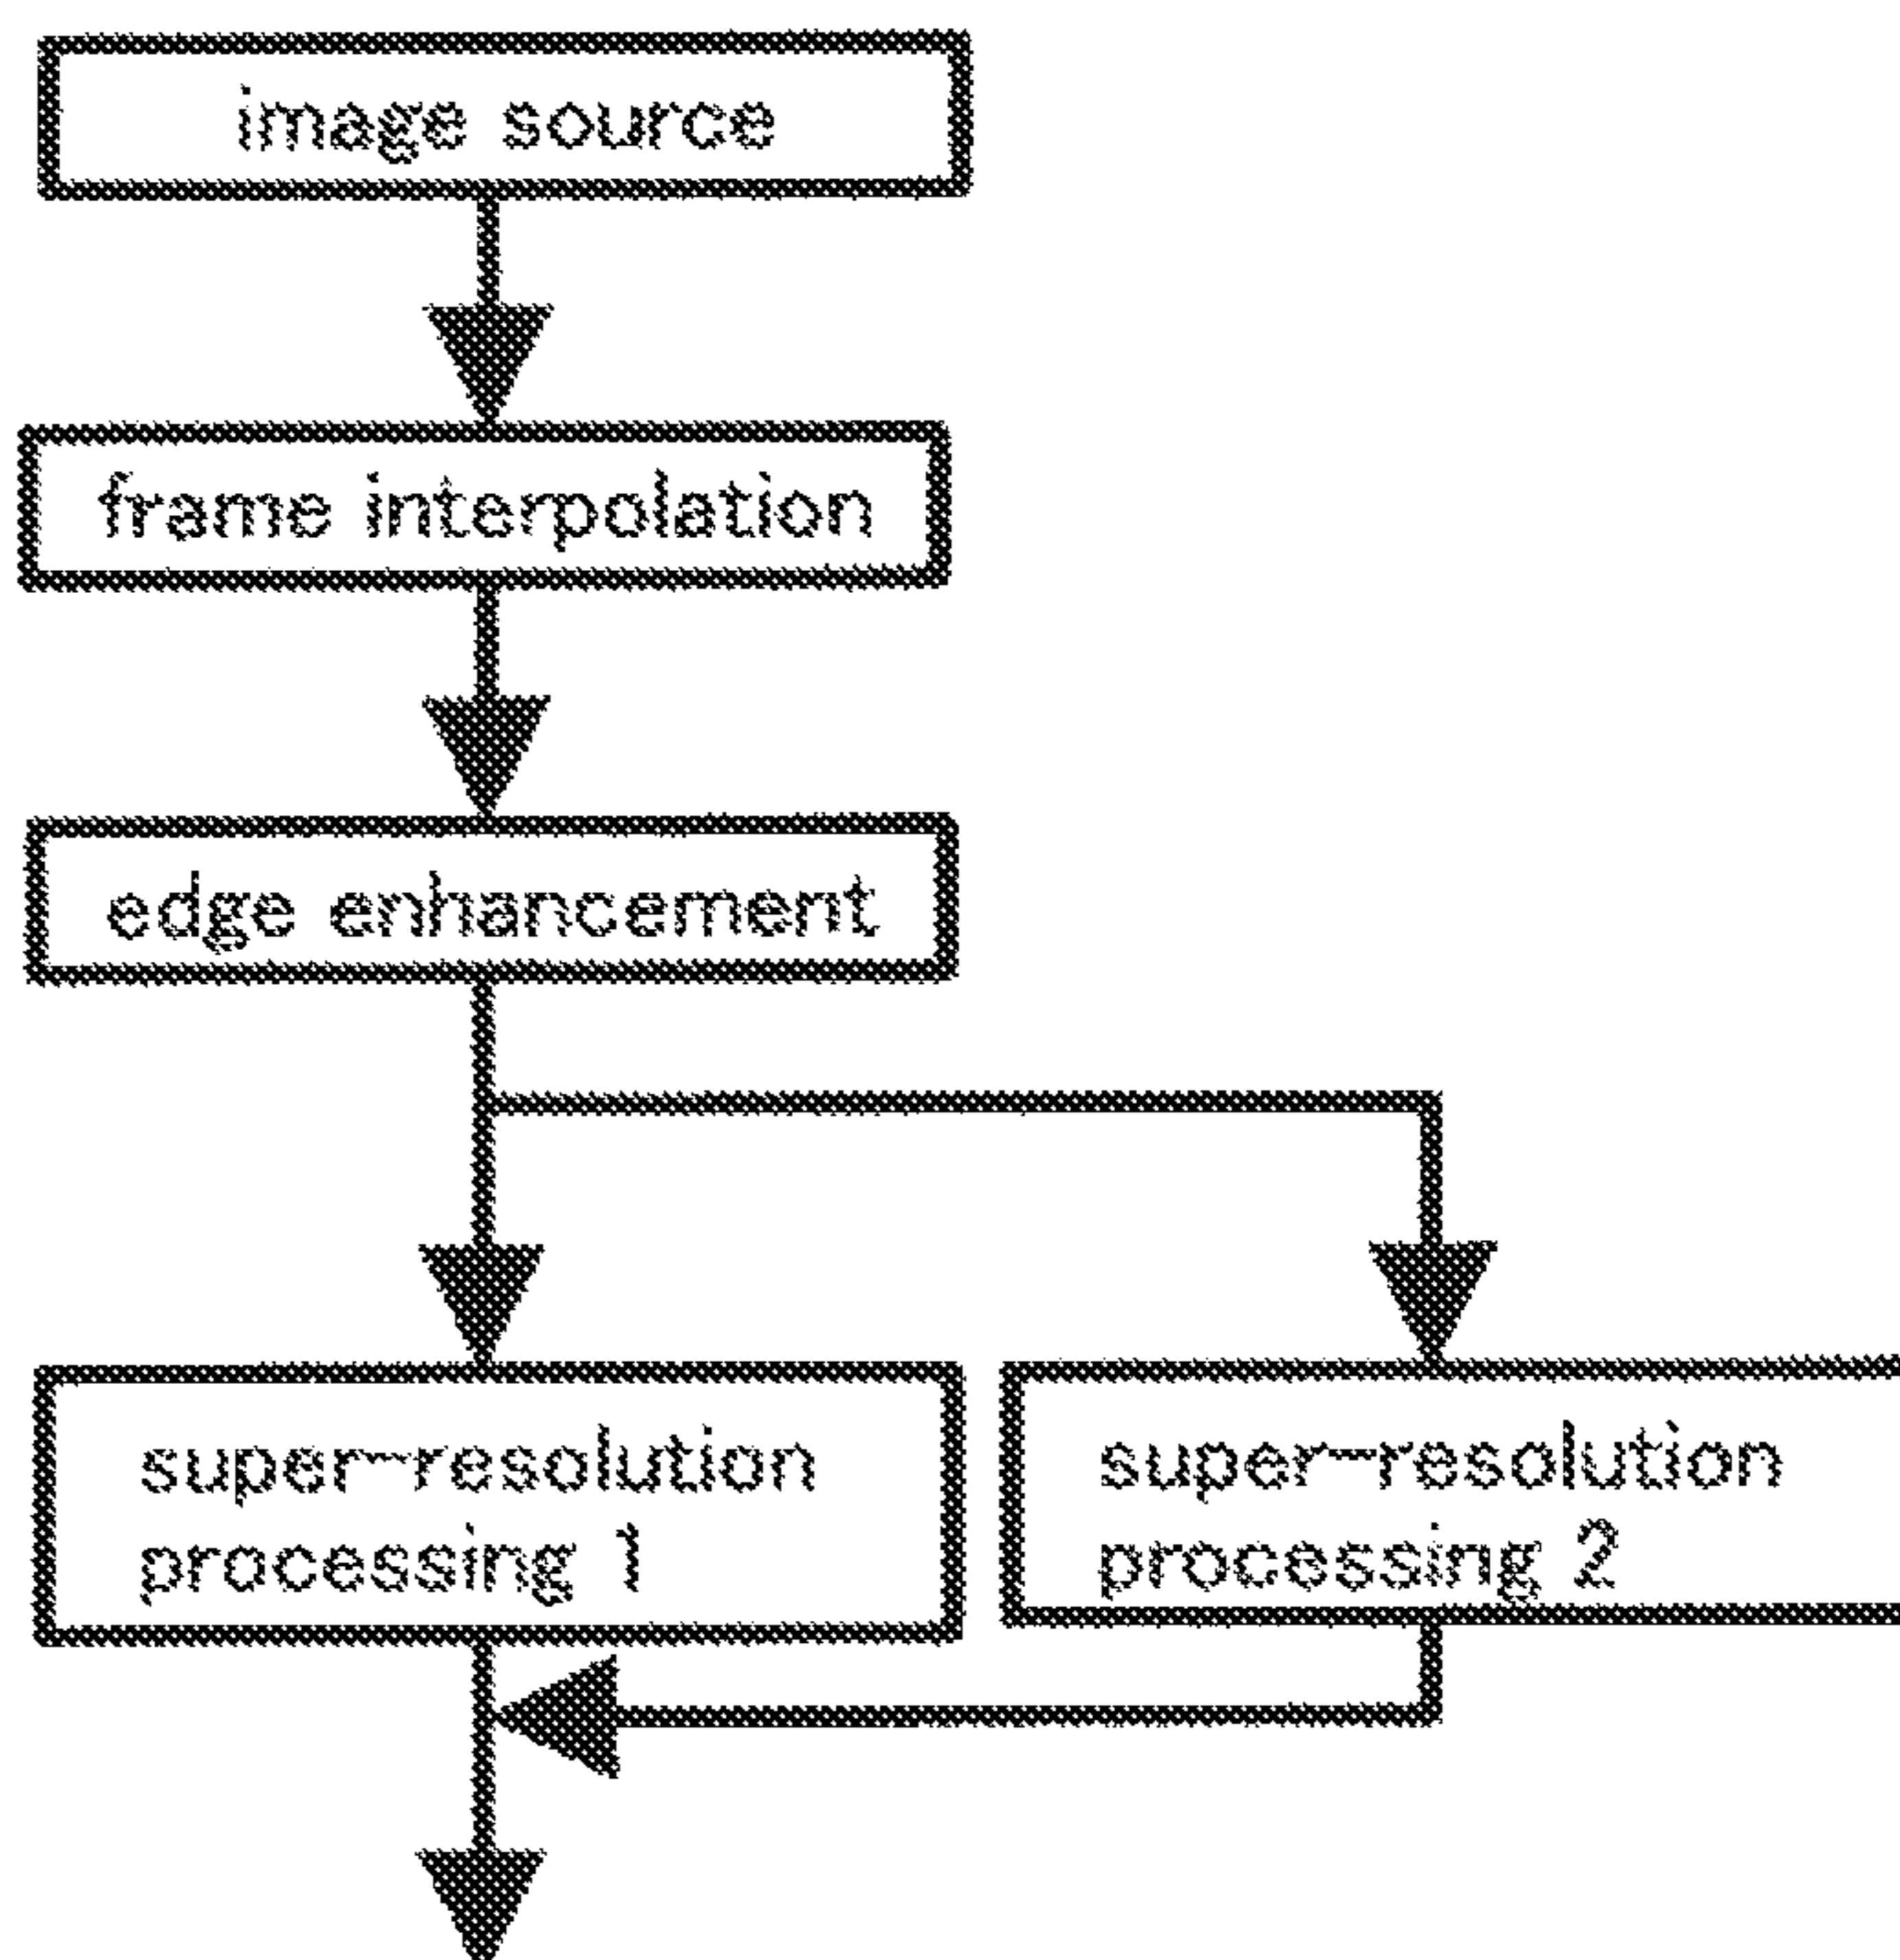 image source
frame interpolation
edge enhancement
super-resolution
processing 1
super-resolution
processing 2